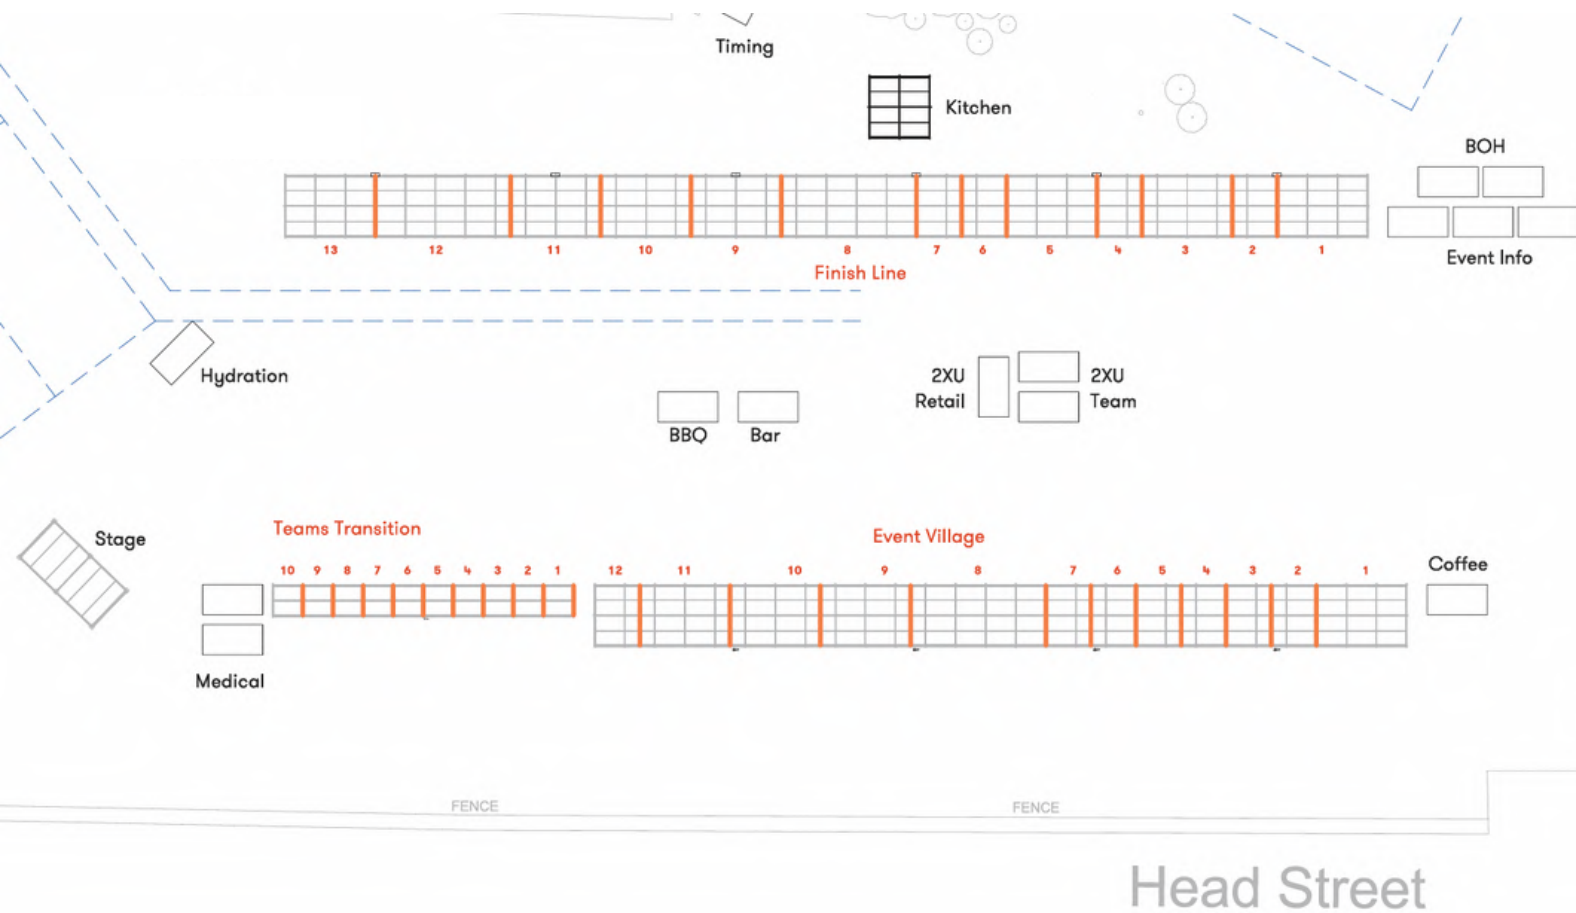 Timing
Kitchen
BOH
13 12 11 10 9 8 7 6 5 4 3 2 1
Finish Line
Event Info
Hydration
2XU
Retail
2XU
Team
BBQ
Bar
Stage
Teams Transition
Event Village
Coffee
10 9 8 7 6 5 4 3 2 1
12 11 10 9 8 7 6 5 4 3 2 1
Medical
FENCE
FENCE
Head Street